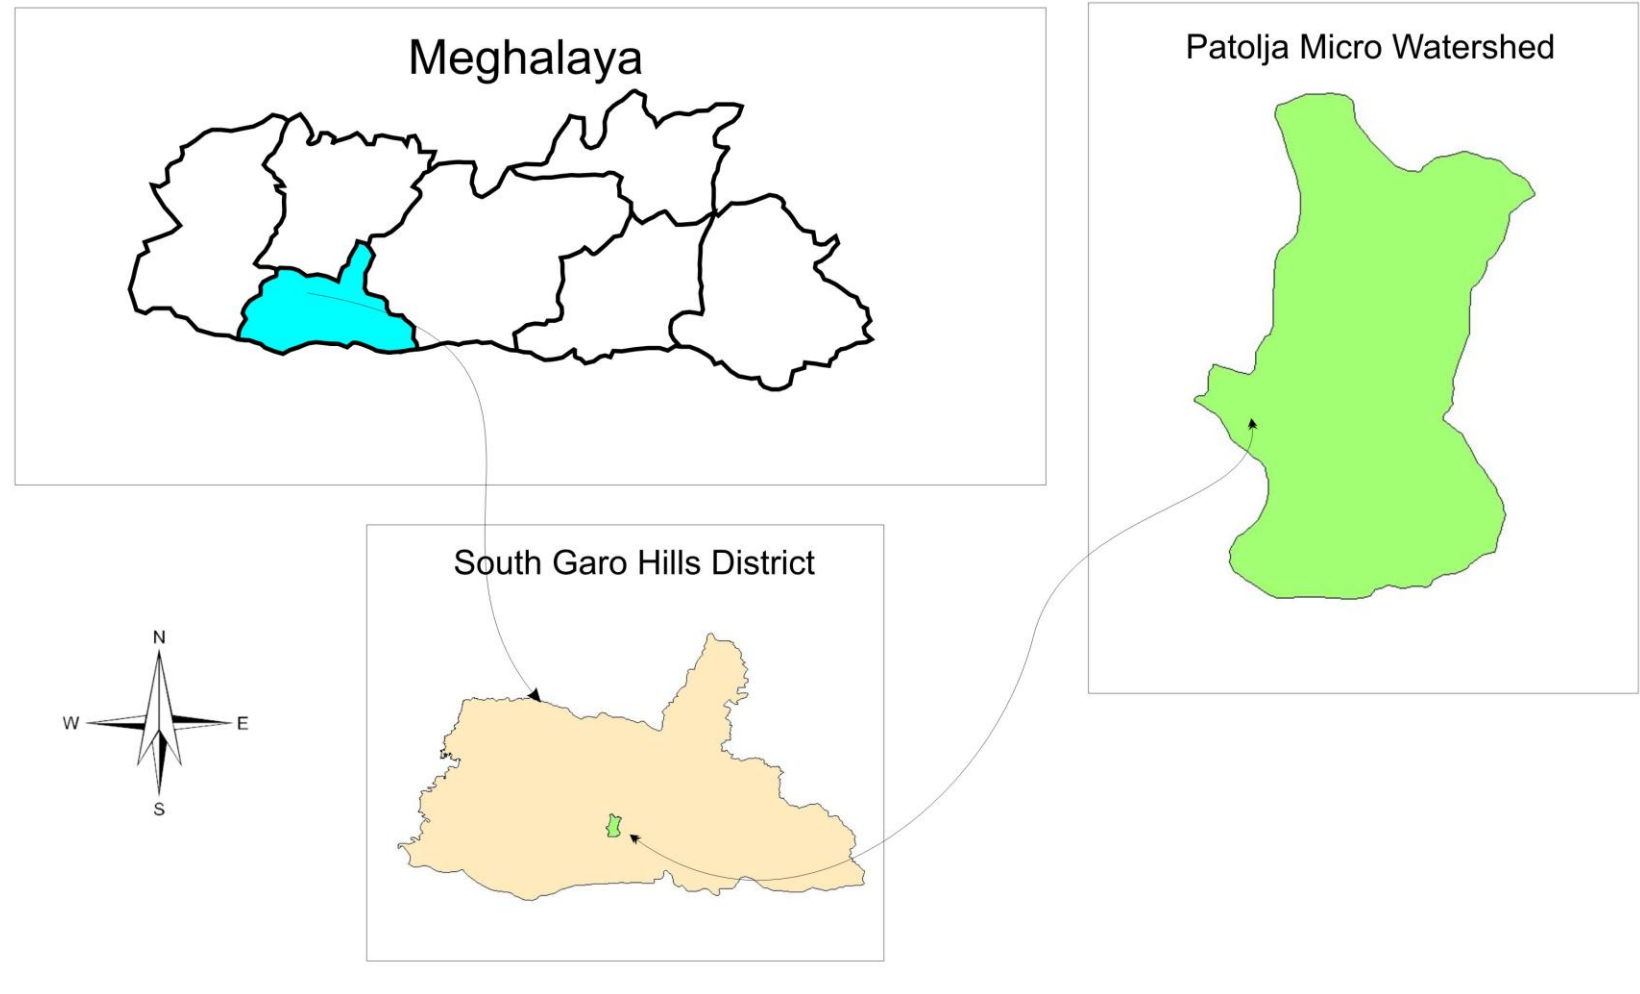 Meghalaya
Patolja Micro Watershed
South Garo Hills District
N
W E
S